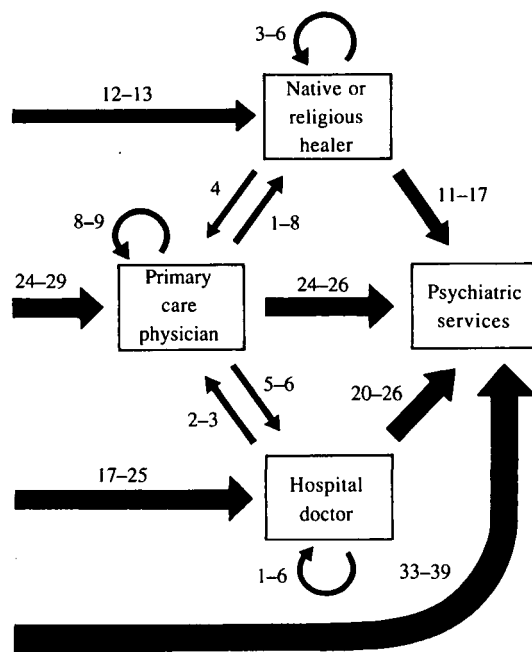 3–6
12–13
Native or
religious
healer
4
1–8
11–17
8–9
24–29
Primary
care
physician
24–26
Psychiatric
services
5–6
2–3
20–26
17–25
Hospital
doctor
1–6
33–39